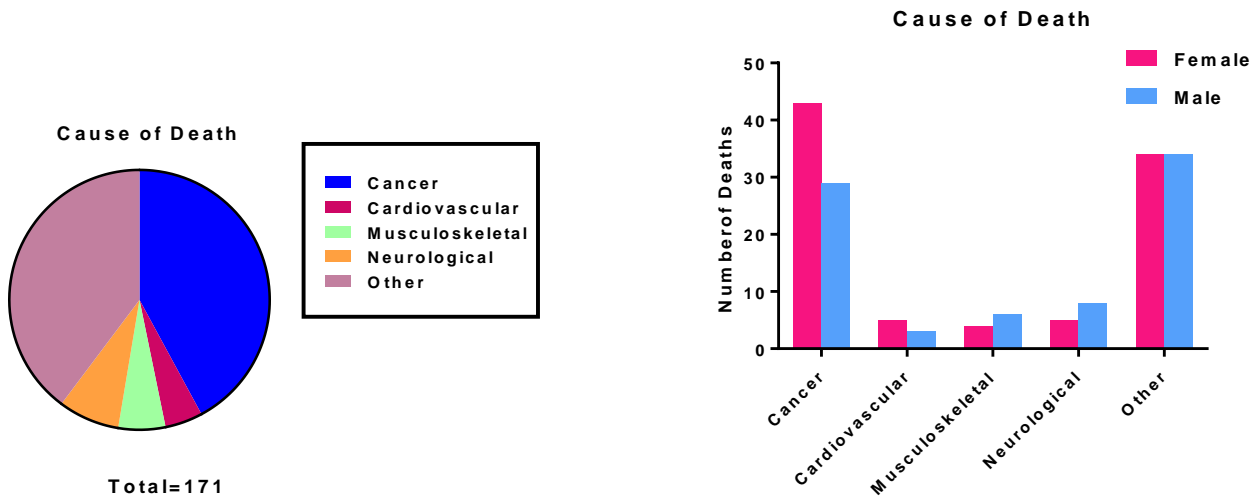 Cause of Death
Cancer
Cardiovascular
Musculoskeletal
Neurological
Other
Total=171
Cause of Death
Female
Male
Numberof Deaths
50
40
30
20
10
0
Cancer
Cardiovascular
Musculoskeletal
Neurological
Other